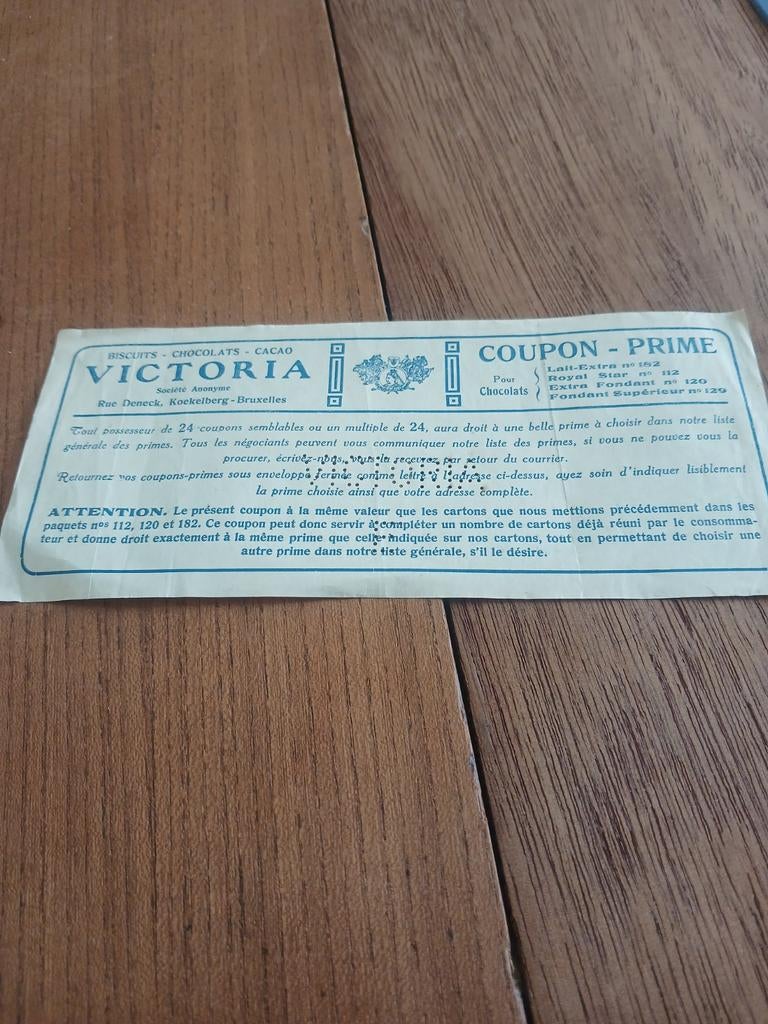 BISCUITS - CHOCOLATS - CACAO
VICTORIA
Société Anonyme
Rue Deneck, Koekelberg - Bruxelles
COUPON - PRIME
Pour Chocolats
Lait-Extra nº 182
Royal Star nº 112
Extra Fondant nº 120
Fondant Supérieur nº 129
Tout possesseur de 24 coupons semblables ou un multiple de 24, aura droit à une belle prime à choisir dans notre liste
générale des primes. Tous les négociants peuvent vous communiquer notre liste des primes, si vous ne pouvez vous la
procurer, écrivez-nous, vous la recevrez par retour du courrier.
Retournez vos coupons-primes sous enveloppe fermée comme lettre à l'adresse ci-dessus, ayez soin d'indiquer lisiblement
la prime choisie ainsi que votre adresse complète.
ATTENTION. Le présent coupon à la même valeur que les cartons que nous mettions précédemment dans les
paquets nos 112, 120 et 182. Ce coupon peut donc servir à compléter un nombre de cartons déjà réuni par le consomma-
teur et donne droit exactement à la même prime que celle indiquée sur nos cartons, tout en permettant de choisir une
autre prime dans notre liste générale, s'il le désire.